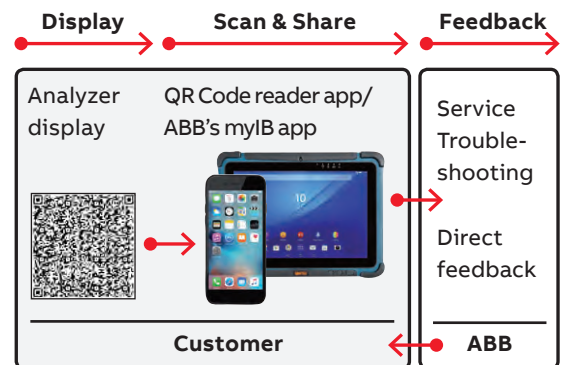 Display
Scan & Share
Feedback
Analyzer
display
QR Code reader app/
ABB's myIB app
10
Service
Trouble-
shooting
Direct
feedback
Customer
ABB